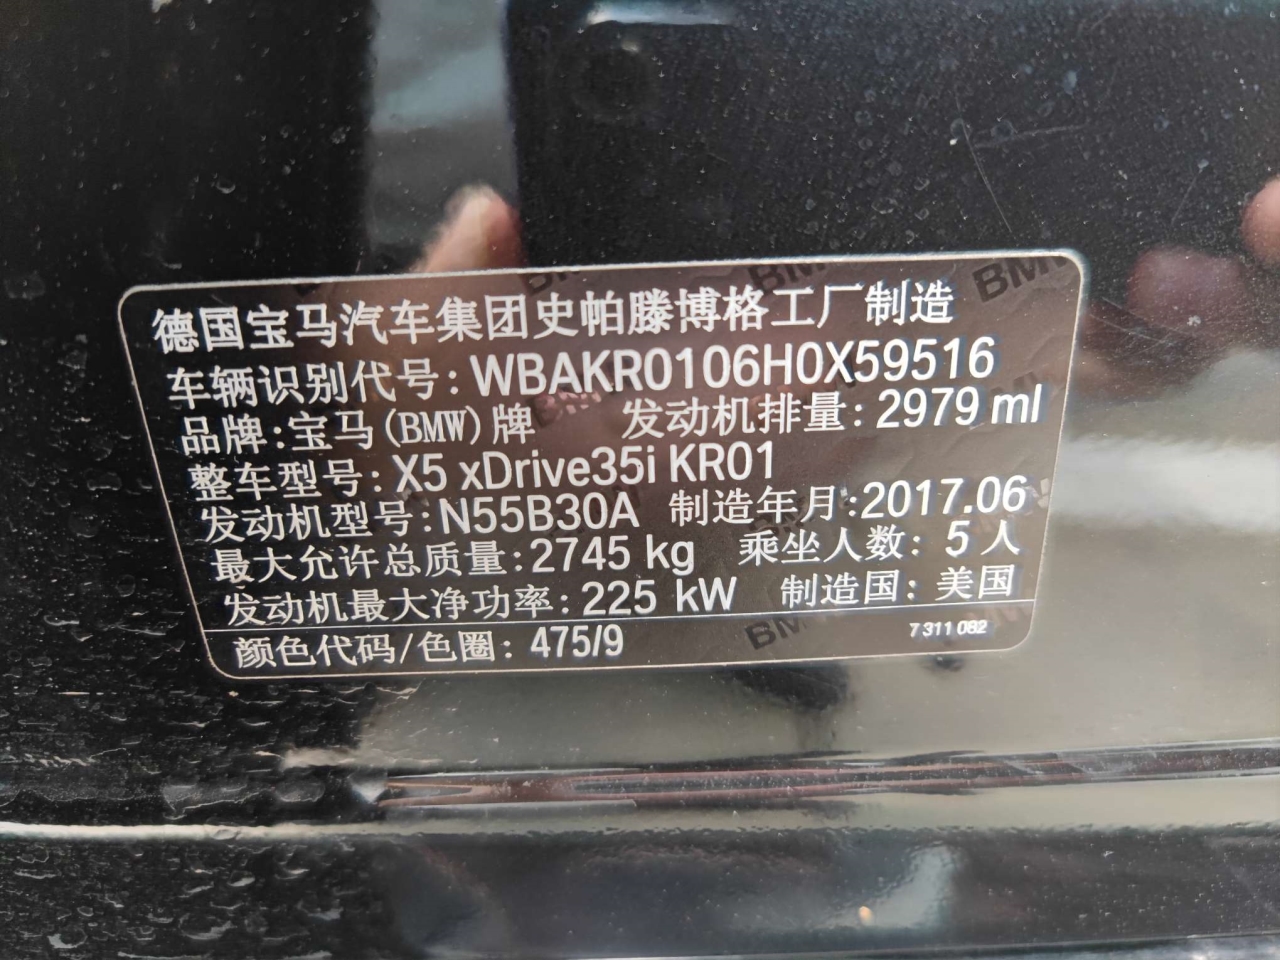 德国宝马汽车集团史帕滕博格工厂制造
车辆识别代号: WBAKR0106H0X59516
品牌:宝马(BMW)牌 发动机排量: 2979 ml
整车型号: X5 xDrive35i KR01
发动机型号:N55B30A 制造年月:2017.06
最大允许总质量:2745 kg 乘坐人数: 5人
发动机最大净功率: 225 kW 制造国: 美国
颜色代码/色圈: 475/9 7 311 082